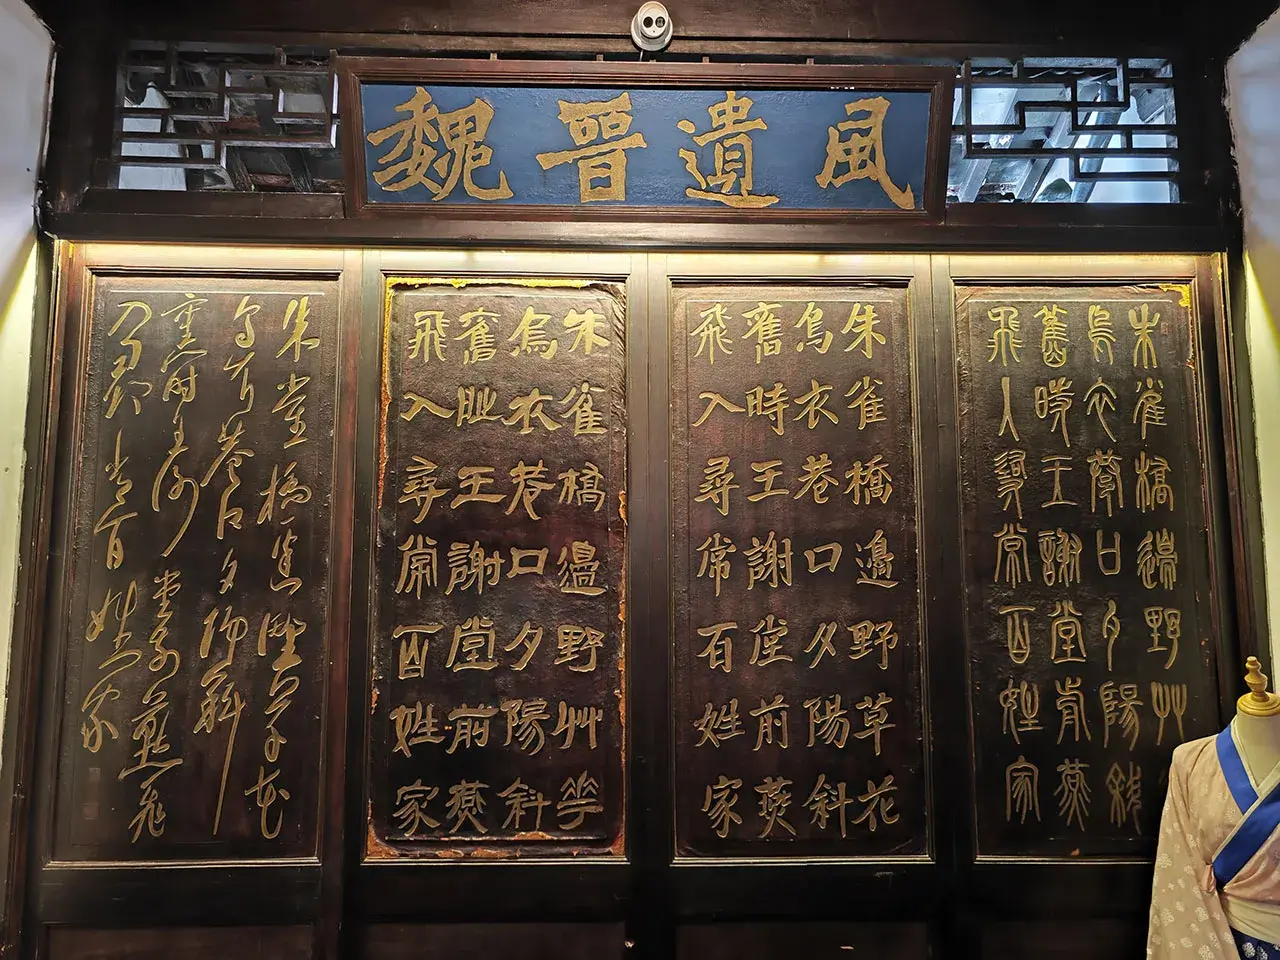 魏晉遺風
朱雀橋邊野艸
烏衣巷口夕陽斜
舊時王謝堂前燕
飛入尋常百姓家
朱雀橋邊野草花
烏衣巷口夕陽斜
舊時王謝堂前燕
飛入尋常百姓家
朱雀橋邊野艸花
烏衣巷口夕陽斜
舊時王謝堂前燕
飛入尋常百姓家
朱雀橋邊野草花
烏衣巷口夕陽斜
舊時王謝堂前燕飛
入尋常百姓家